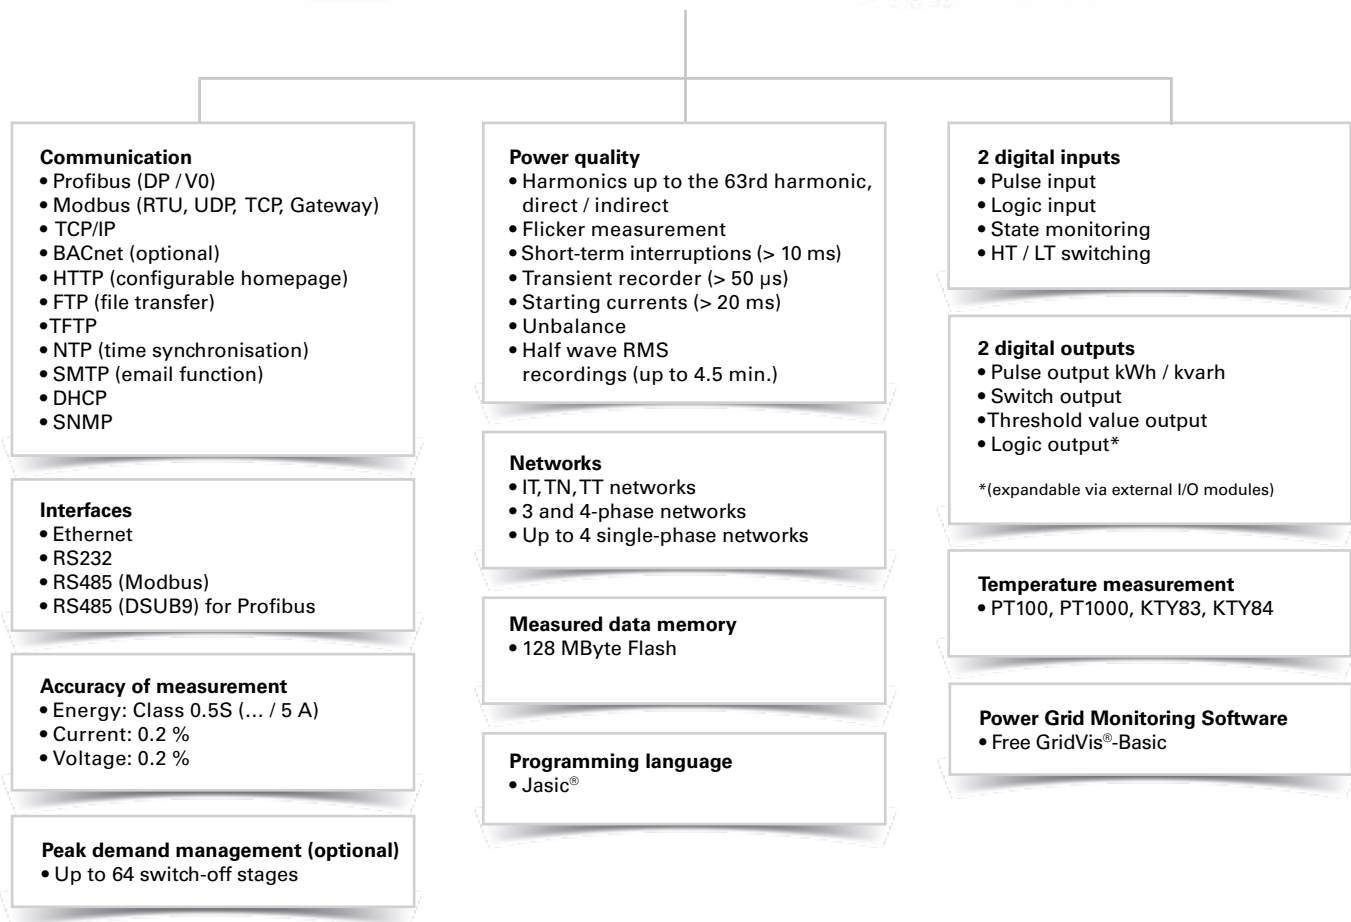 Communication
• Profibus (DP / V0)
• Modbus (RTU, UDP, TCP, Gateway)
• TCP/IP
• BACnet (optional)
• HTTP (configurable homepage)
• FTP (file transfer)
•TFTP
• NTP (time synchronisation)
• SMTP (email function)
• DHCP
• SNMP
Interfaces
• Ethernet
• RS232
• RS485 (Modbus)
• RS485 (DSUB9) for Profibus
Accuracy of measurement
• Energy: Class 0.5S (… / 5 A)
• Current: 0.2 %
• Voltage: 0.2 %
Peak demand management (optional)
• Up to 64 switch-off stages
Power quality
• Harmonics up to the 63rd harmonic,
direct / indirect
• Flicker measurement
• Short-term interruptions (> 10 ms)
• Transient recorder (> 50 µs)
• Starting currents (> 20 ms)
• Unbalance
• Half wave RMS
recordings (up to 4.5 min.)
Networks
• IT, TN, TT networks
• 3 and 4-phase networks
• Up to 4 single-phase networks
Measured data memory
• 128 MByte Flash
Programming language
• Jasic®
2 digital inputs
• Pulse input
• Logic input
• State monitoring
• HT / LT switching
2 digital outputs
• Pulse output kWh / kvarh
• Switch output
•Threshold value output
• Logic output*
*(expandable via external I/O modules)
Temperature measurement
• PT100, PT1000, KTY83, KTY84
Power Grid Monitoring Software
• Free GridVis®-Basic